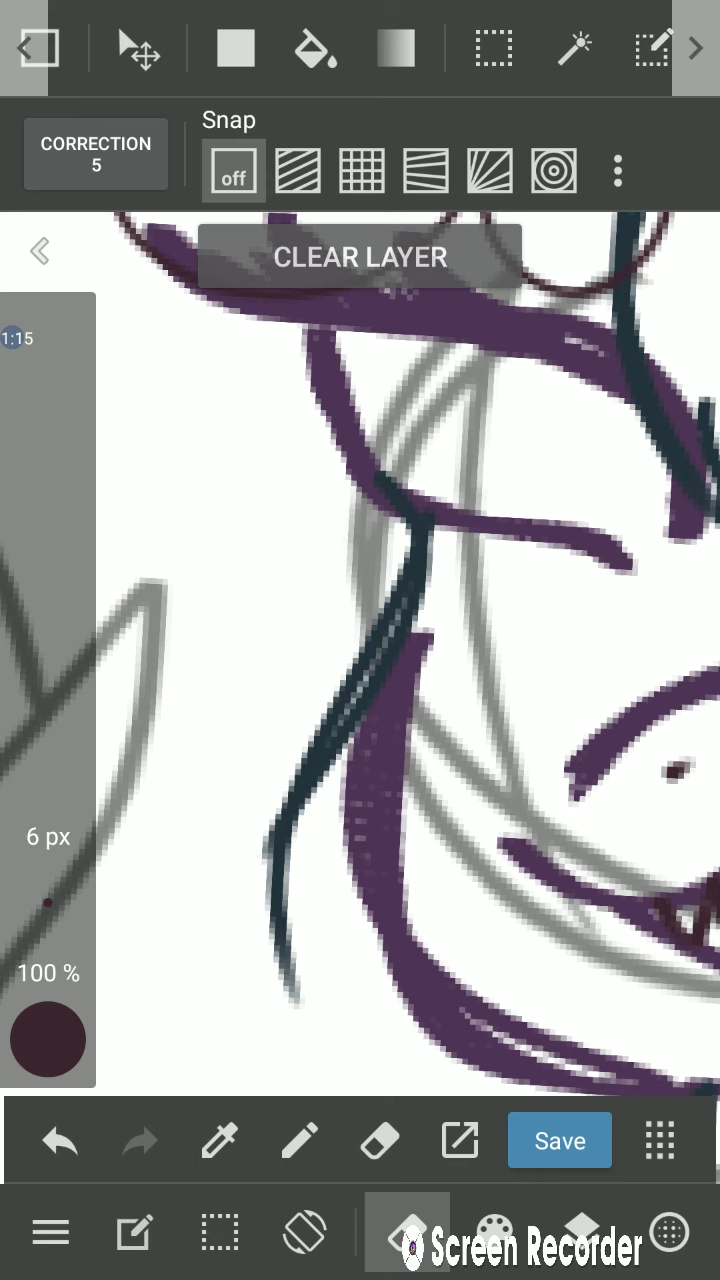 Snap
CORRECTION
5
off
CLEAR LAYER
1:15
6 px
100 %
Save
Screen Recorder